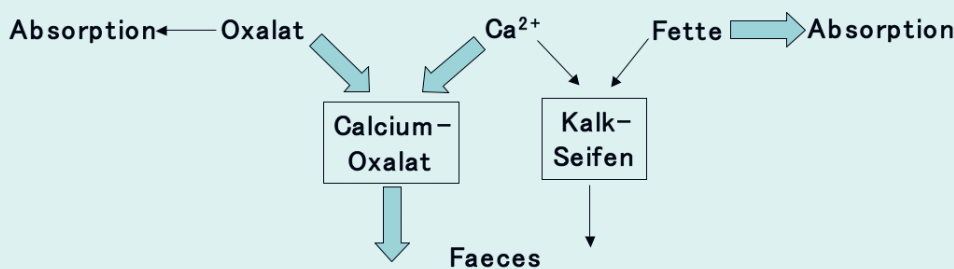 Absorption Oxalat Ca²⁺ Fette Absorption
Calcium-
Oxalat
Kalk-
Seifen
Faeces